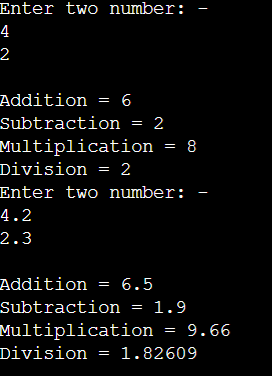 Enter two number: -
4
2
Addition = 6
Subtraction = 2
Multiplication = 8
Division = 2
Enter two number: -
4.2
2.3
Addition = 6.5
Subtraction = 1.9
Multiplication = 9.66
Division = 1.82609